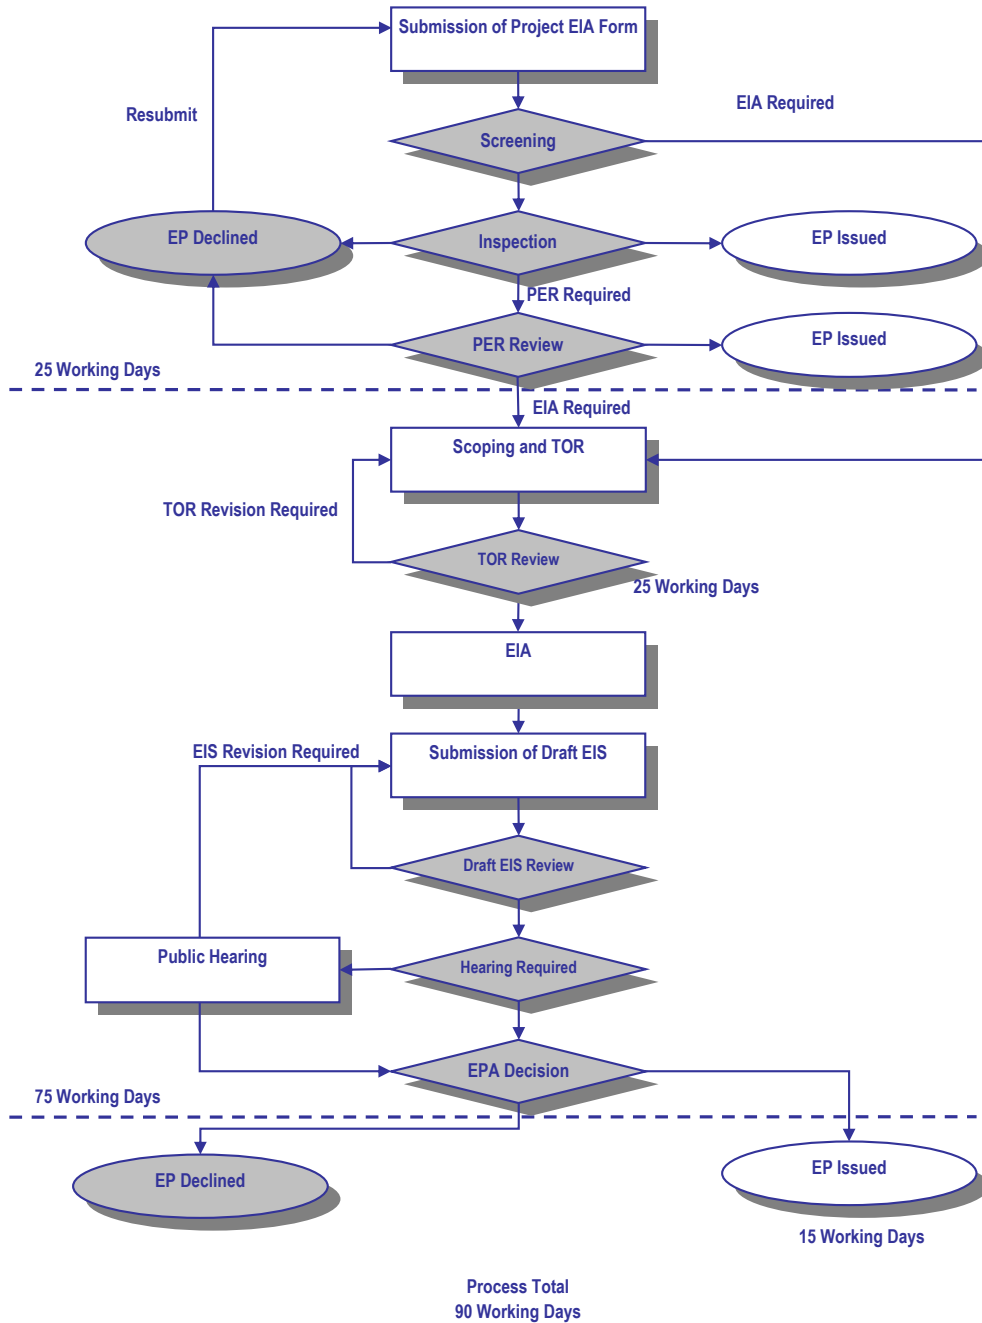 Submission of Project EIA Form
EIA Required
Resubmit
Screening
EP Declined
Inspection
EP Issued
PER Required
PER Review
EP Issued
25 Working Days
EIA Required
Scoping and TOR
TOR Revision Required
TOR Review
25 Working Days
EIA
EIS Revision Required
Submission of Draft EIS
Draft EIS Review
Public Hearing
Hearing Required
EPA Decision
75 Working Days
EP Declined
EP Issued
15 Working Days
Process Total
90 Working Days